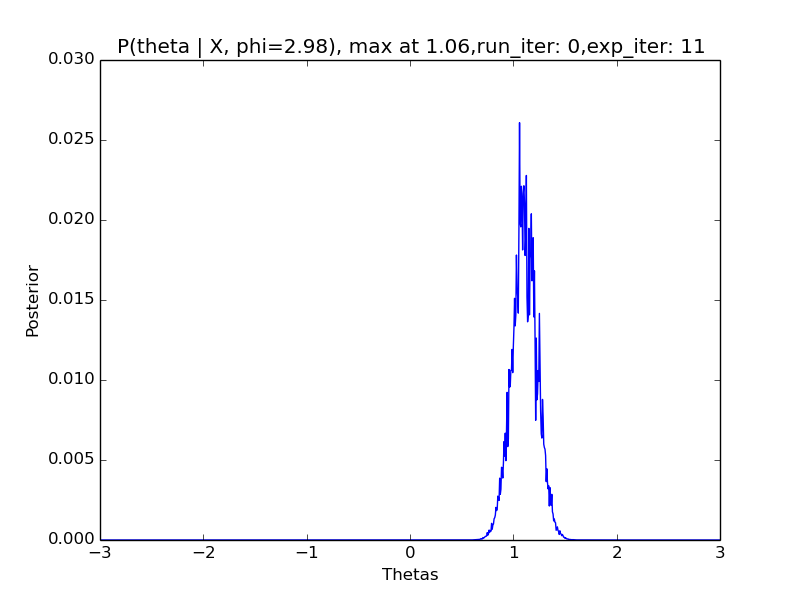 P(theta | X, phi=2.98), max at 1.06,run_iter: 0,exp_iter: 11
0.030
0.025
0.020
0.015
0.010
0.005
0.000
Posterior
−3 −2 −1 0 1 2 3
Thetas